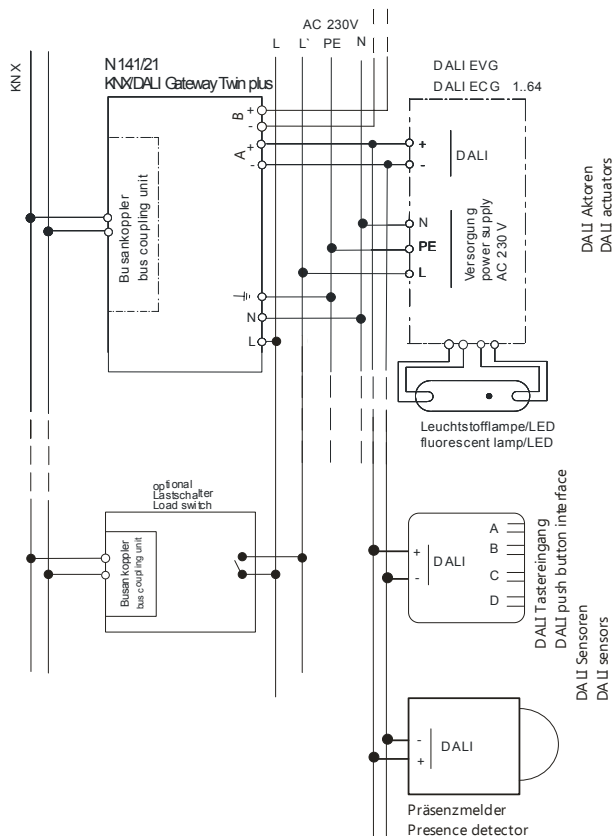 AC 230V
L L` PE N
KNX
N 141/21
KNX/DALI Gateway Twin plus
DALI EVG
DALI ECG 1..64
B + -
A + -
Busankoppler
bus coupling unit
N
L
+
-
DALI
N
PE
L
Versorgung
power supply
AC 230 V
DALI Aktoren
DALI actuators
Leuchtstofflampe/LED
fluorescent lamp/LED
optional
Lastschalter
Load switch
Busankoppler
bus coupling unit
+
-
DALI
A
B
C
D
DALI Tastereingang
DALI push button interface
DALI Sensoren
DALI sensors
-
+
DALI
Präsenzmelder
Presence detector